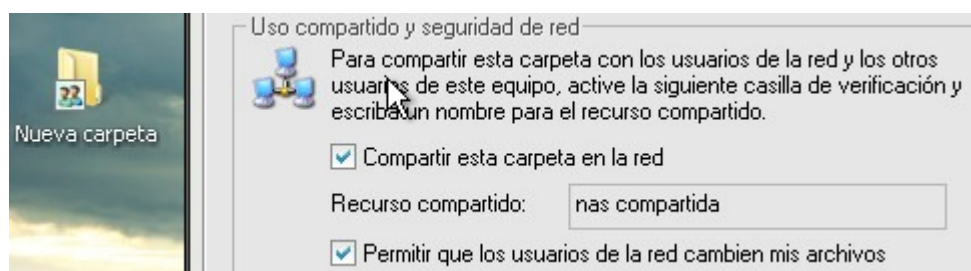 Uso compartido y seguridad de red
Para compartir esta carpeta con los usuarios de la red y los otros
usuarios de este equipo, active la siguiente casilla de verificación y
escriba un nombre para el recurso compartido.
Nueva carpeta
Compartir esta carpeta en la red
Recurso compartido: nas compartida
Permitir que los usuarios de la red cambien mis archivos